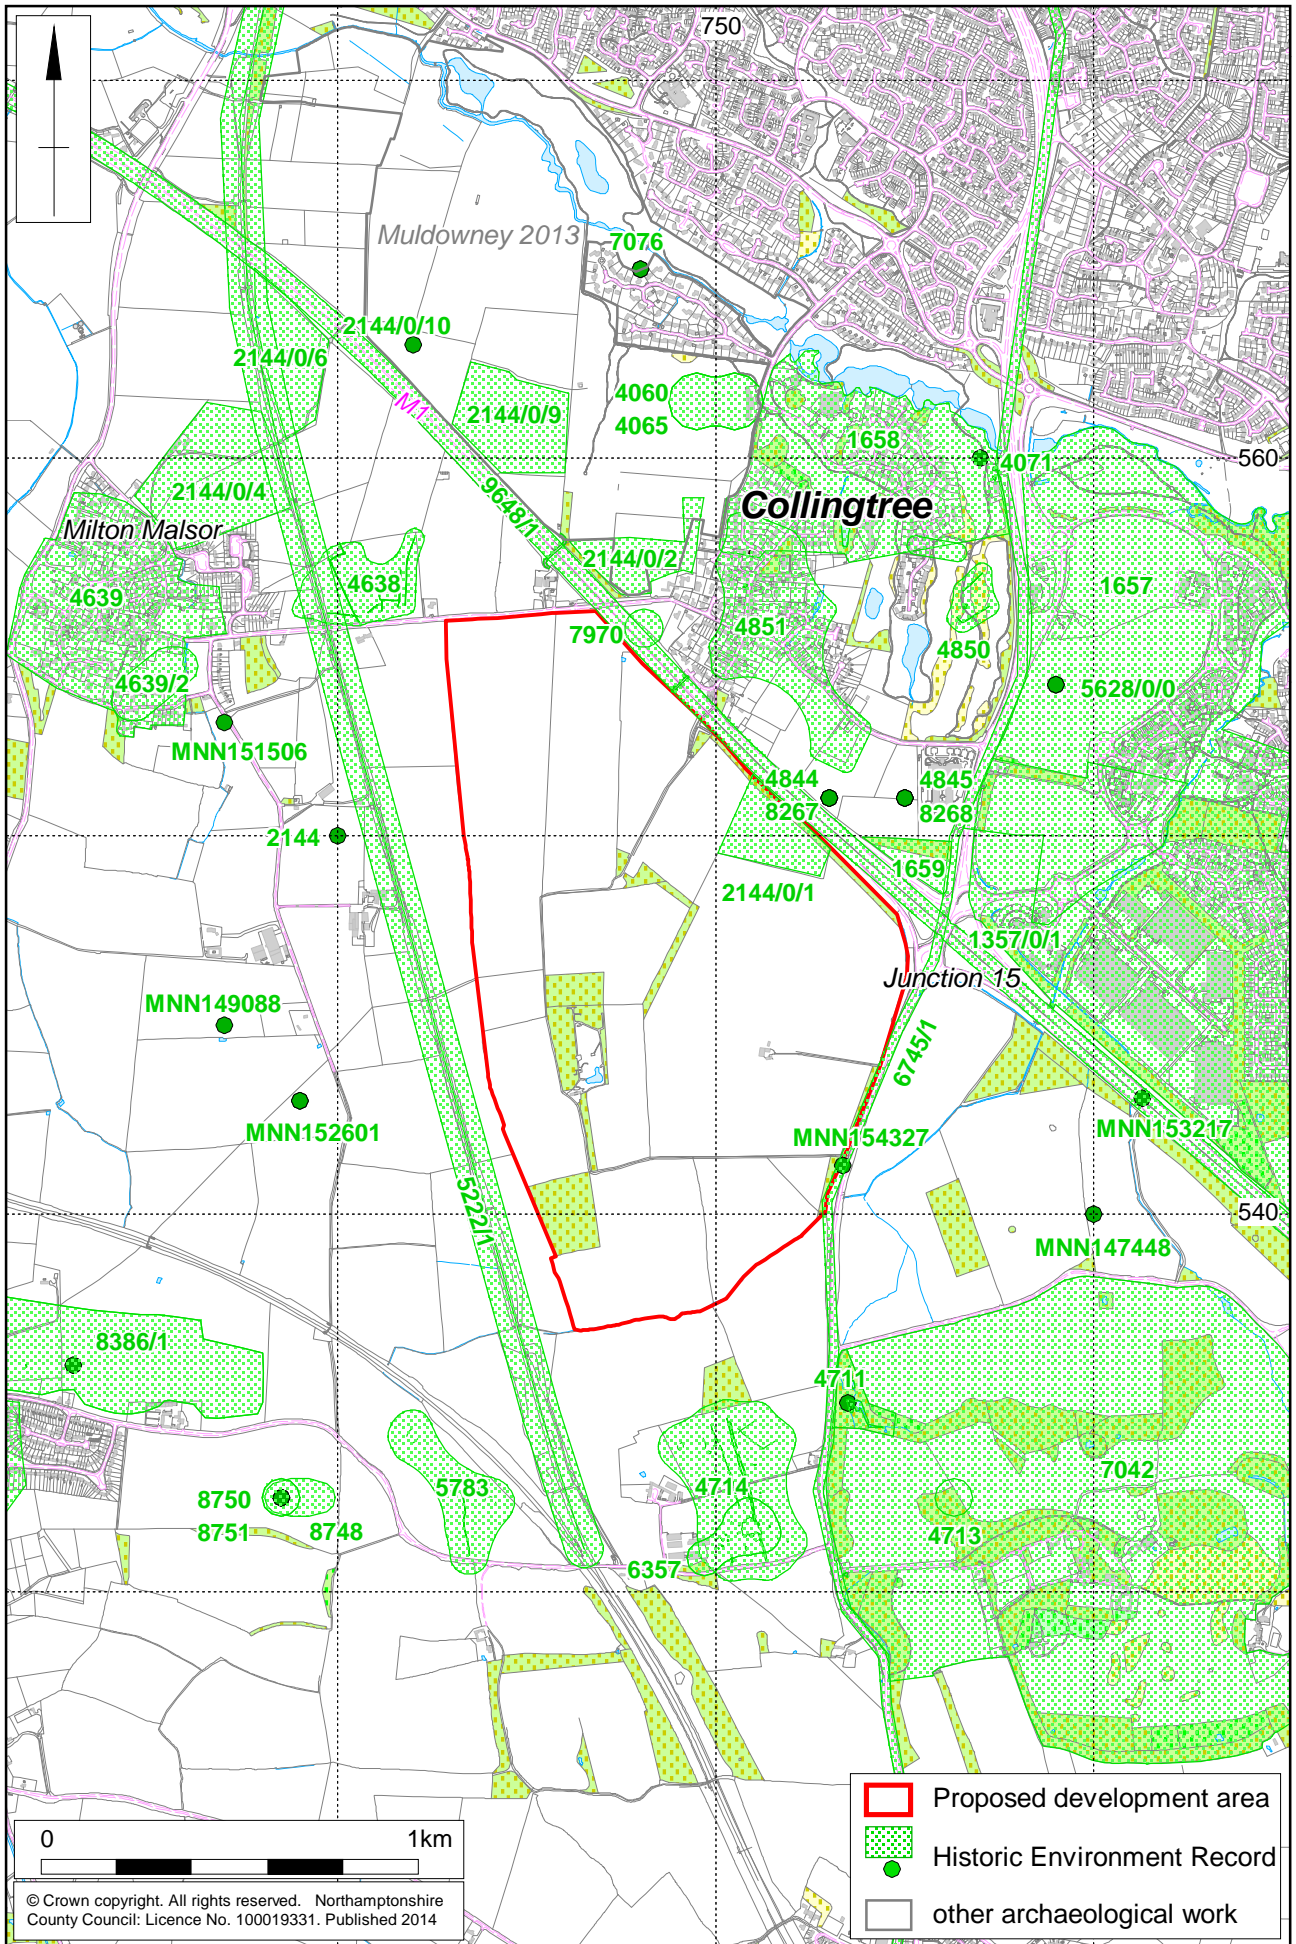 750
Muldowney 2013
7076
2144/0/10
2144/0/6
M1
4060
4065
2144/0/9
1658
4071
560
2144/0/4
9648/1
Collingtree
Milton Malsor
2144/0/2
4638
1657
4639
7970
4851
4850
4639/2
5628/0/0
MNN151506
4844
8267
4845
8268
2144
1659
2144/0/1
1357/0/1
Junction 15
MNN149088
6745/1
MNN152601
MNN154327
MNN153217
5222/1
540
MNN147448
8386/1
4711
7042
5783
4714
8750
8751
8748
4713
6357
Proposed development area
Historic Environment Record
other archaeological work
0 1km
© Crown copyright. All rights reserved. Northamptonshire
County Council: Licence No. 100019331. Published 2014